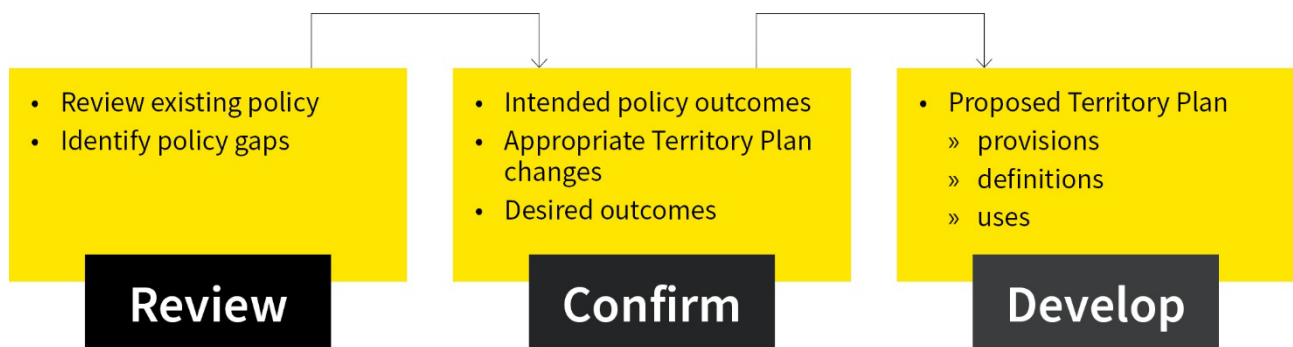 • Review existing policy
• Identify policy gaps
Review
• Intended policy outcomes
• Appropriate Territory Plan
changes
• Desired outcomes
Confirm
• Proposed Territory Plan
» provisions
» definitions
» uses
Develop